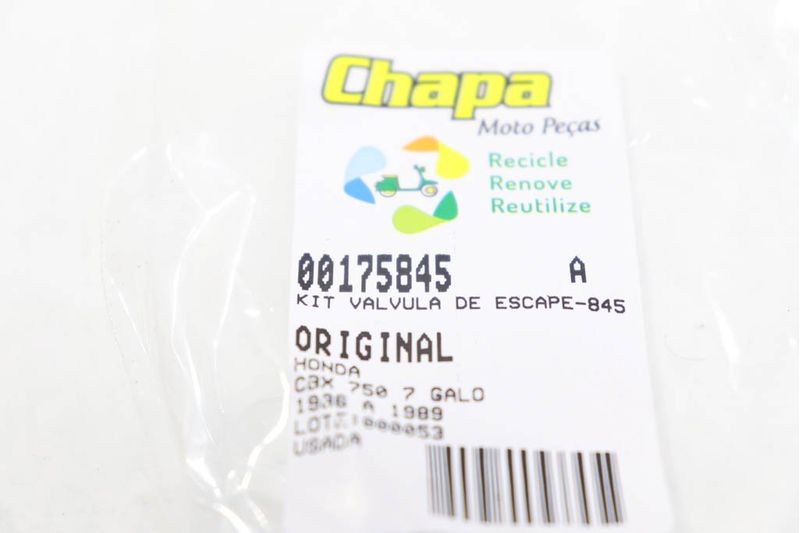 Chapa
Moto Peças
Recicle
Renove
Reutilize
00175845 A
KIT VALVULA DE ESCAPE-845
ORIGINAL
HONDA
CBX 750 7 GALO
1936 A 1989
LOTE:000053
USADA